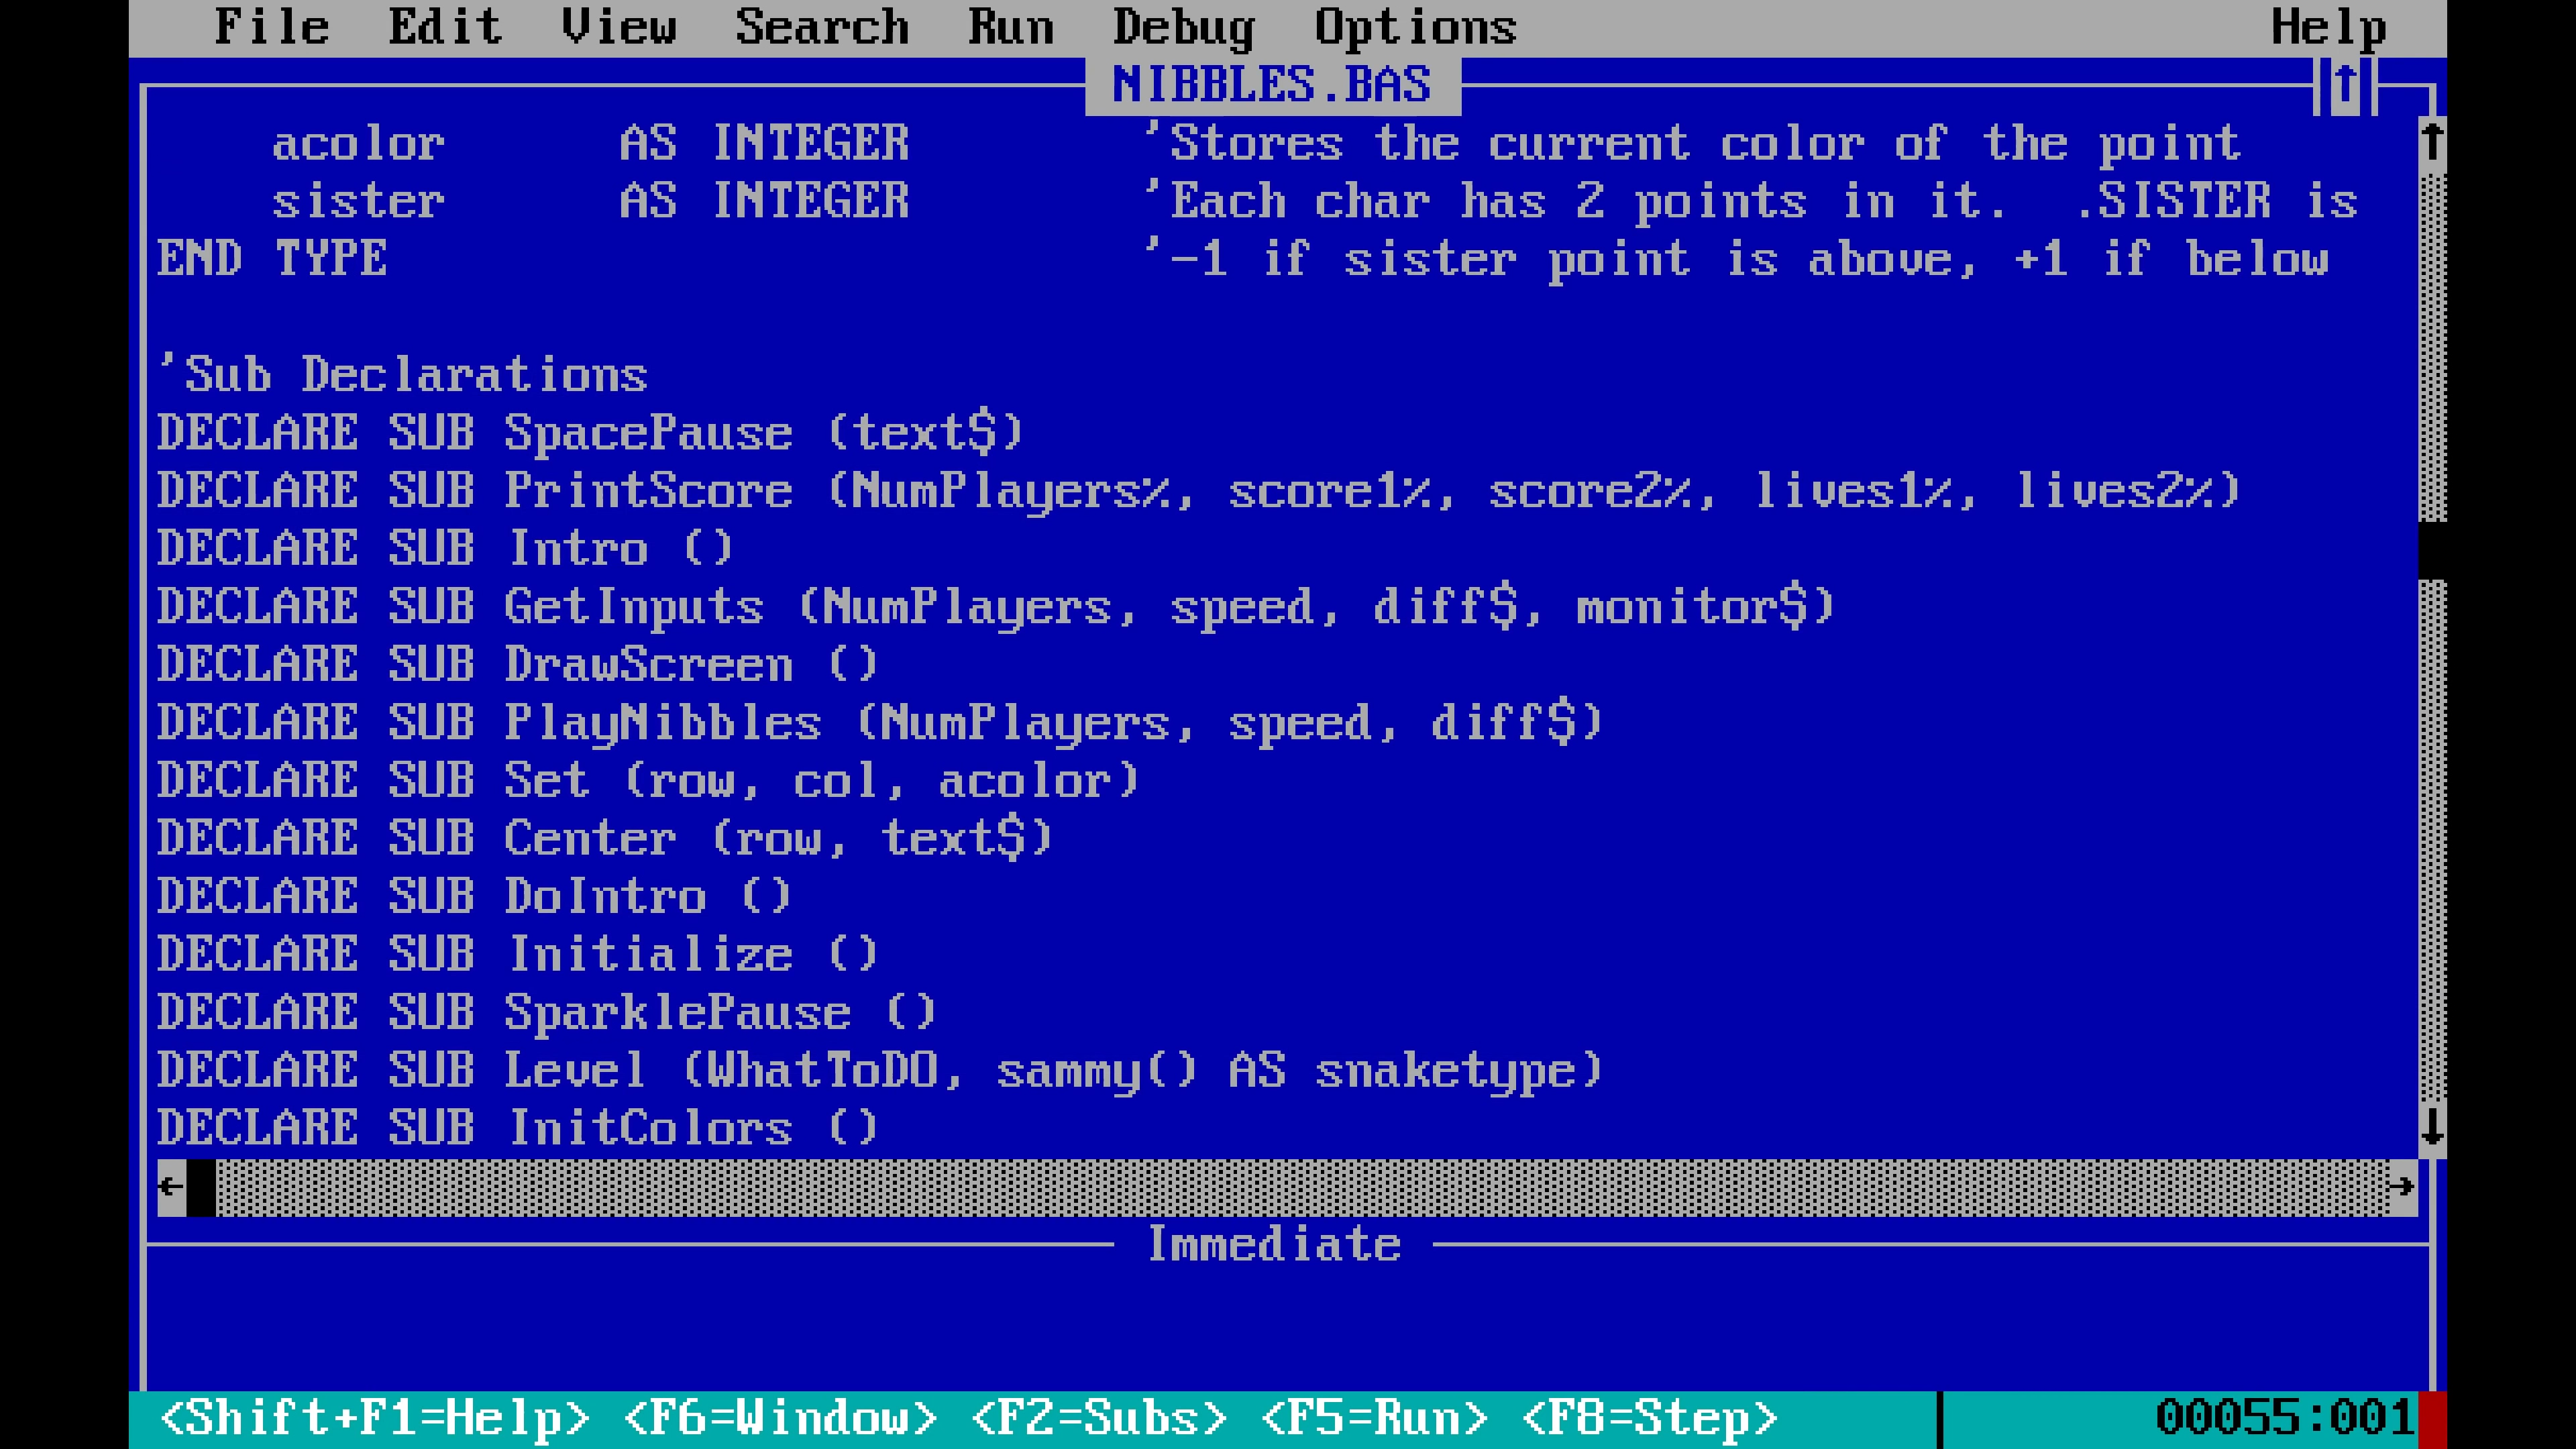 File Edit View Search Run Debug Options Help
NIBBLES.BAS
    acolor      AS INTEGER        'Stores the current color of the point
    sister      AS INTEGER        'Each char has 2 points in it.  .SISTER is
END TYPE                          '-1 if sister point is above, +1 if below
'Sub Declarations
DECLARE SUB SpacePause (text$)
DECLARE SUB PrintScore (NumPlayers%, score1%, score2%, lives1%, lives2%)
DECLARE SUB Intro ()
DECLARE SUB GetInputs (NumPlayers, speed, diff$, monitor$)
DECLARE SUB DrawScreen ()
DECLARE SUB PlayNibbles (NumPlayers, speed, diff$)
DECLARE SUB Set (row, col, acolor)
DECLARE SUB Center (row, text$)
DECLARE SUB DoIntro ()
DECLARE SUB Initialize ()
DECLARE SUB SparklePause ()
DECLARE SUB Level (WhatToDO, sammy() AS snaketype)
DECLARE SUB InitColors ()
Immediate
<Shift+F1=Help> <F6=Window> <F2=Subs> <F5=Run> <F8=Step> 00055:001